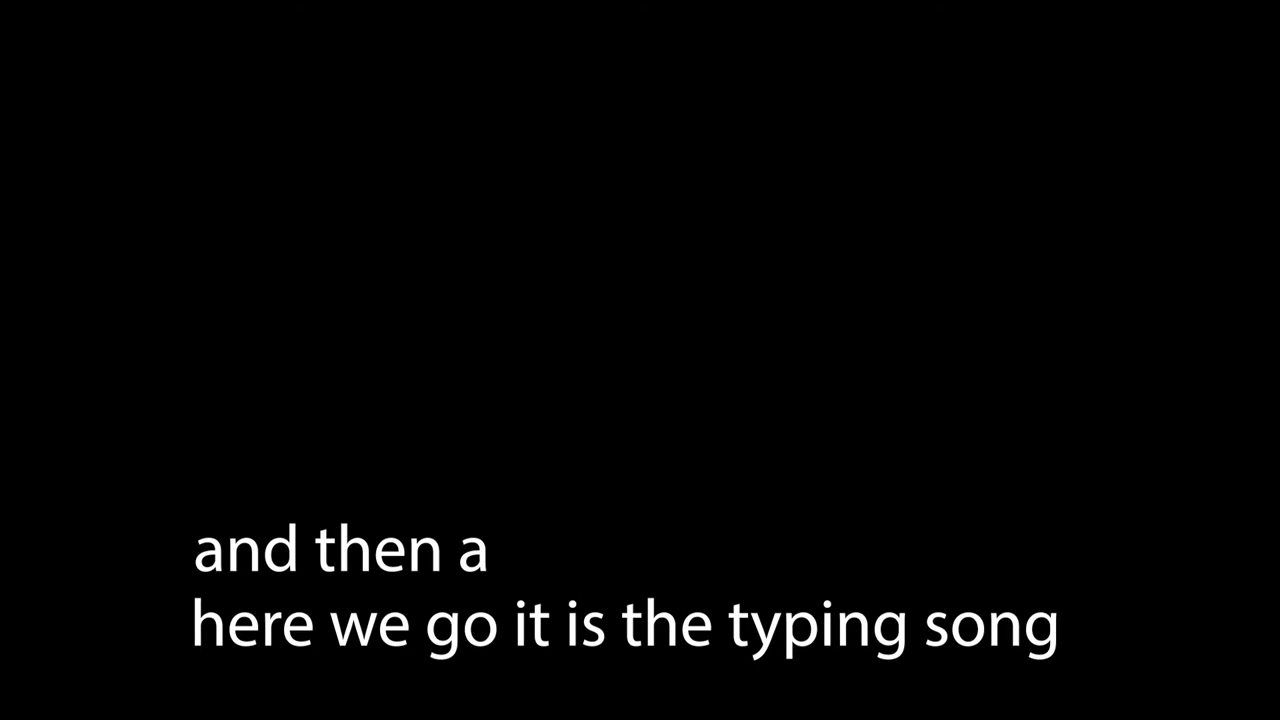 and then a
here we go it is the typing song